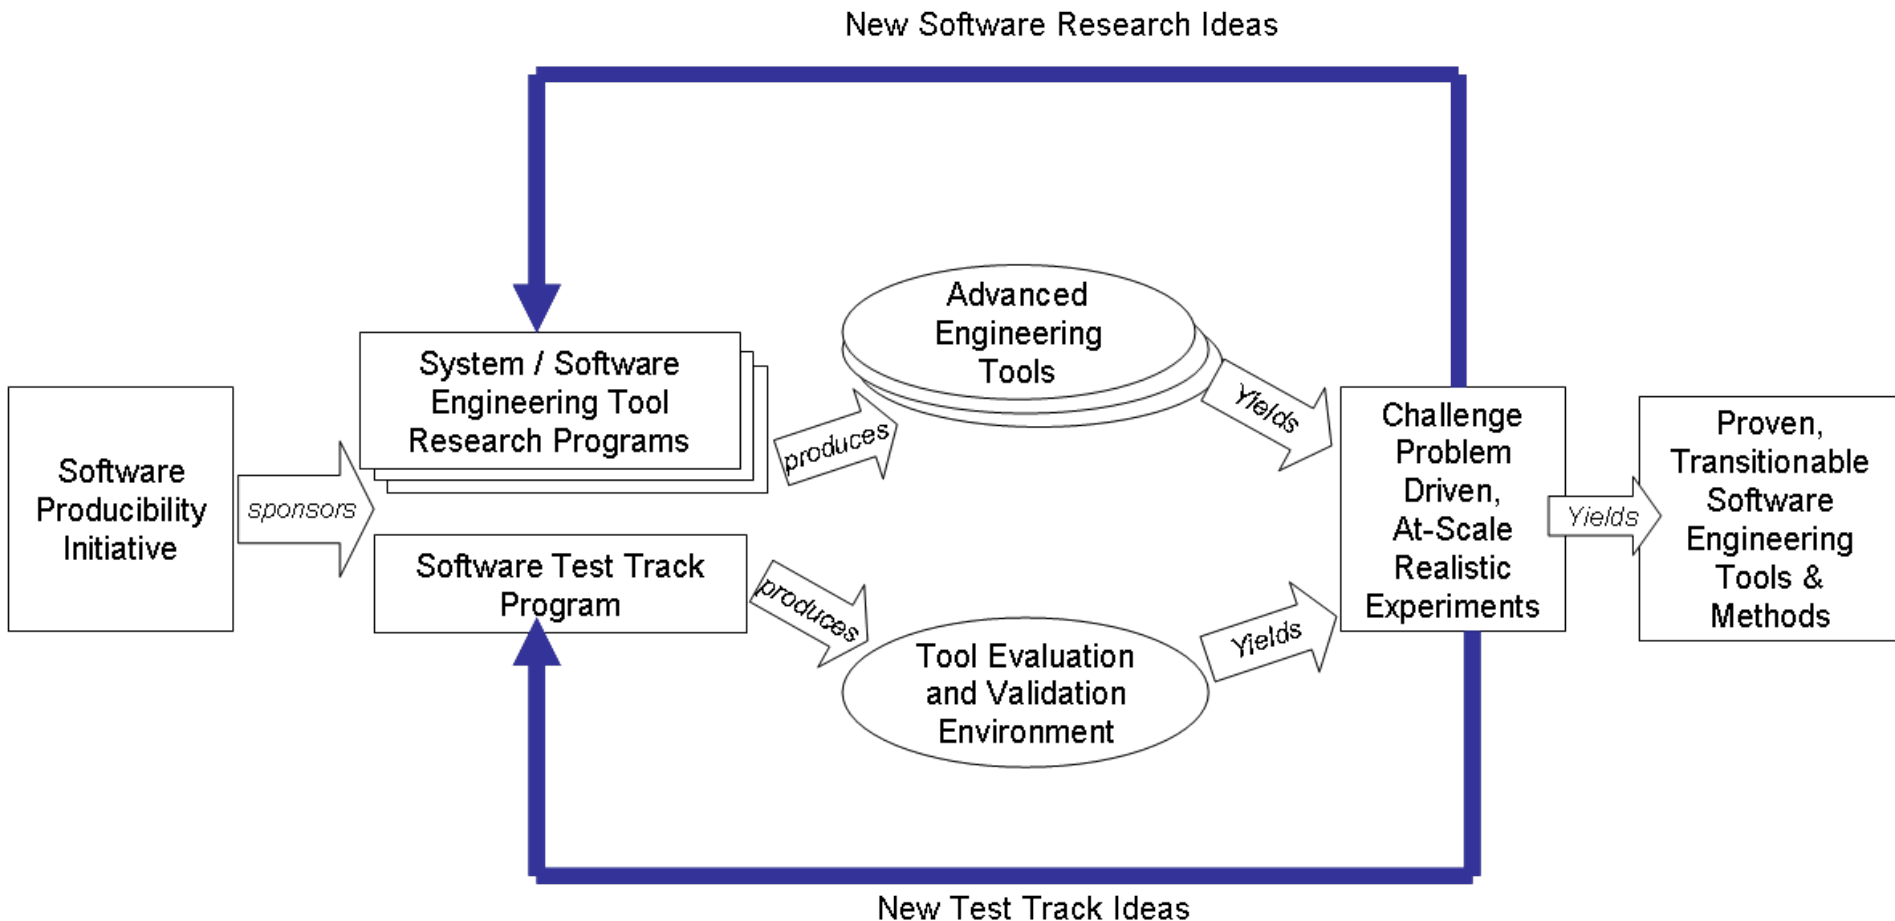 New Software Research Ideas
Software
Producibility
Initiative
sponsors
System / Software
Engineering Tool
Research Programs
Software Test Track
Program
produces
produces
Advanced
Engineering
Tools
Tool Evaluation
and Validation
Environment
Yields
Yields
Challenge
Problem
Driven,
At-Scale
Realistic
Experiments
Yields
Proven,
Transitionable
Software
Engineering
Tools &
Methods
New Test Track Ideas